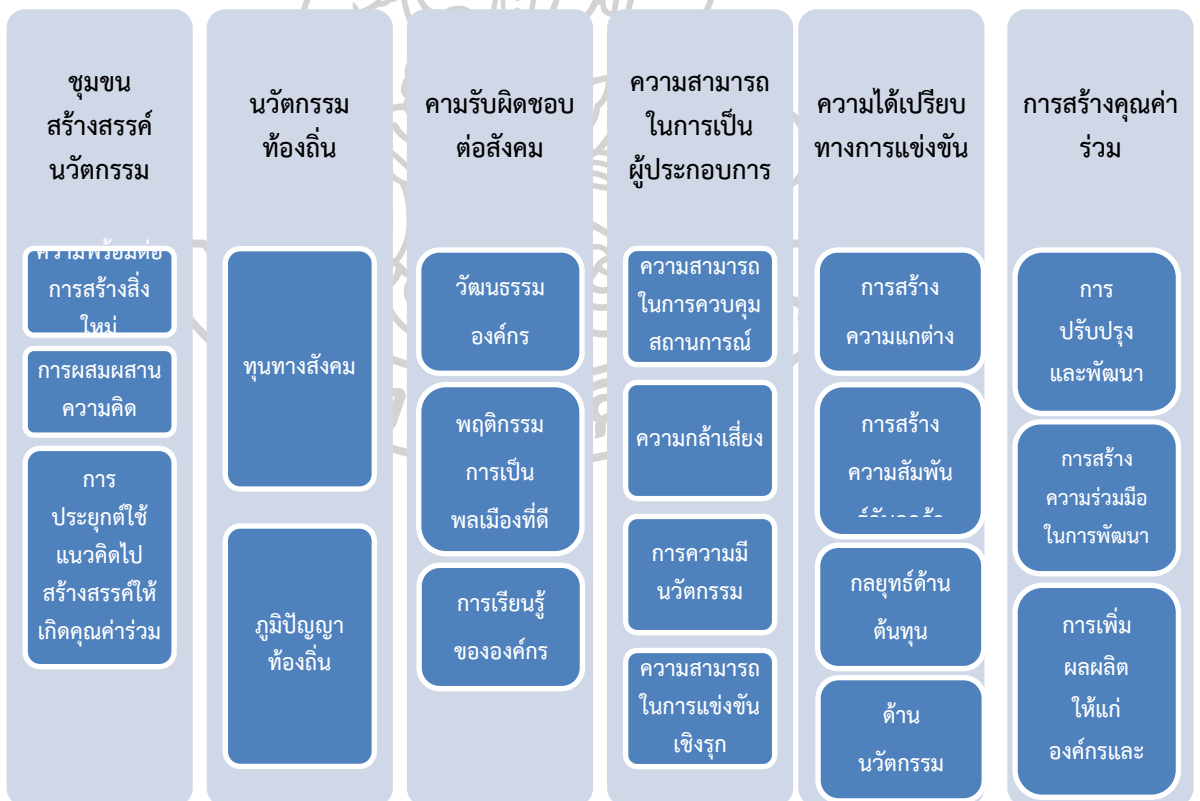 ชุมขน
สร้างสรรค์
นวัตกรรม
ความพร้อมต่อ
การสร้างสิ่ง
ใหม่
การผสมผสาน
ความคิด
การ
ประยุกต์ใช้
แนวคิดไป
สร้างสรรค์ให้
เกิดคุณค่าร่วม
นวัตกรรม
ท้องถิ่น
ทุนทางสังคม
ภูมิปัญญา
ท้องถิ่น
คามรับผิดชอบ
ต่อสังคม
วัฒนธรรม
องค์กร
พฤติกรรม
การเป็น
พลเมืองที่ดี
การเรียนรู้
ขององค์กร
ความสามารถ
ในการเป็น
ผู้ประกอบการ
ความสามารถ
ในการควบคุม
สถานการณ์
ความกล้าเสี่ยง
การความมี
นวัตกรรม
ความสามารถ
ในการแข่งขัน
เชิงรุก
ความได้เปรียบ
ทางการแข่งขัน
การสร้าง
ความแกต่าง
การสร้าง
ความสัมพัน
กลยุทธ์ด้าน
ต้นทุน
ด้าน
นวัตกรรม
การสร้างคุณค่า
ร่วม
การ
ปรับปรุง
และพัฒนา
การสร้าง
ความร่วมมือ
ในการพัฒนา
การเพิ่ม
ผลผลิต
ให้แก่
องค์กรและ